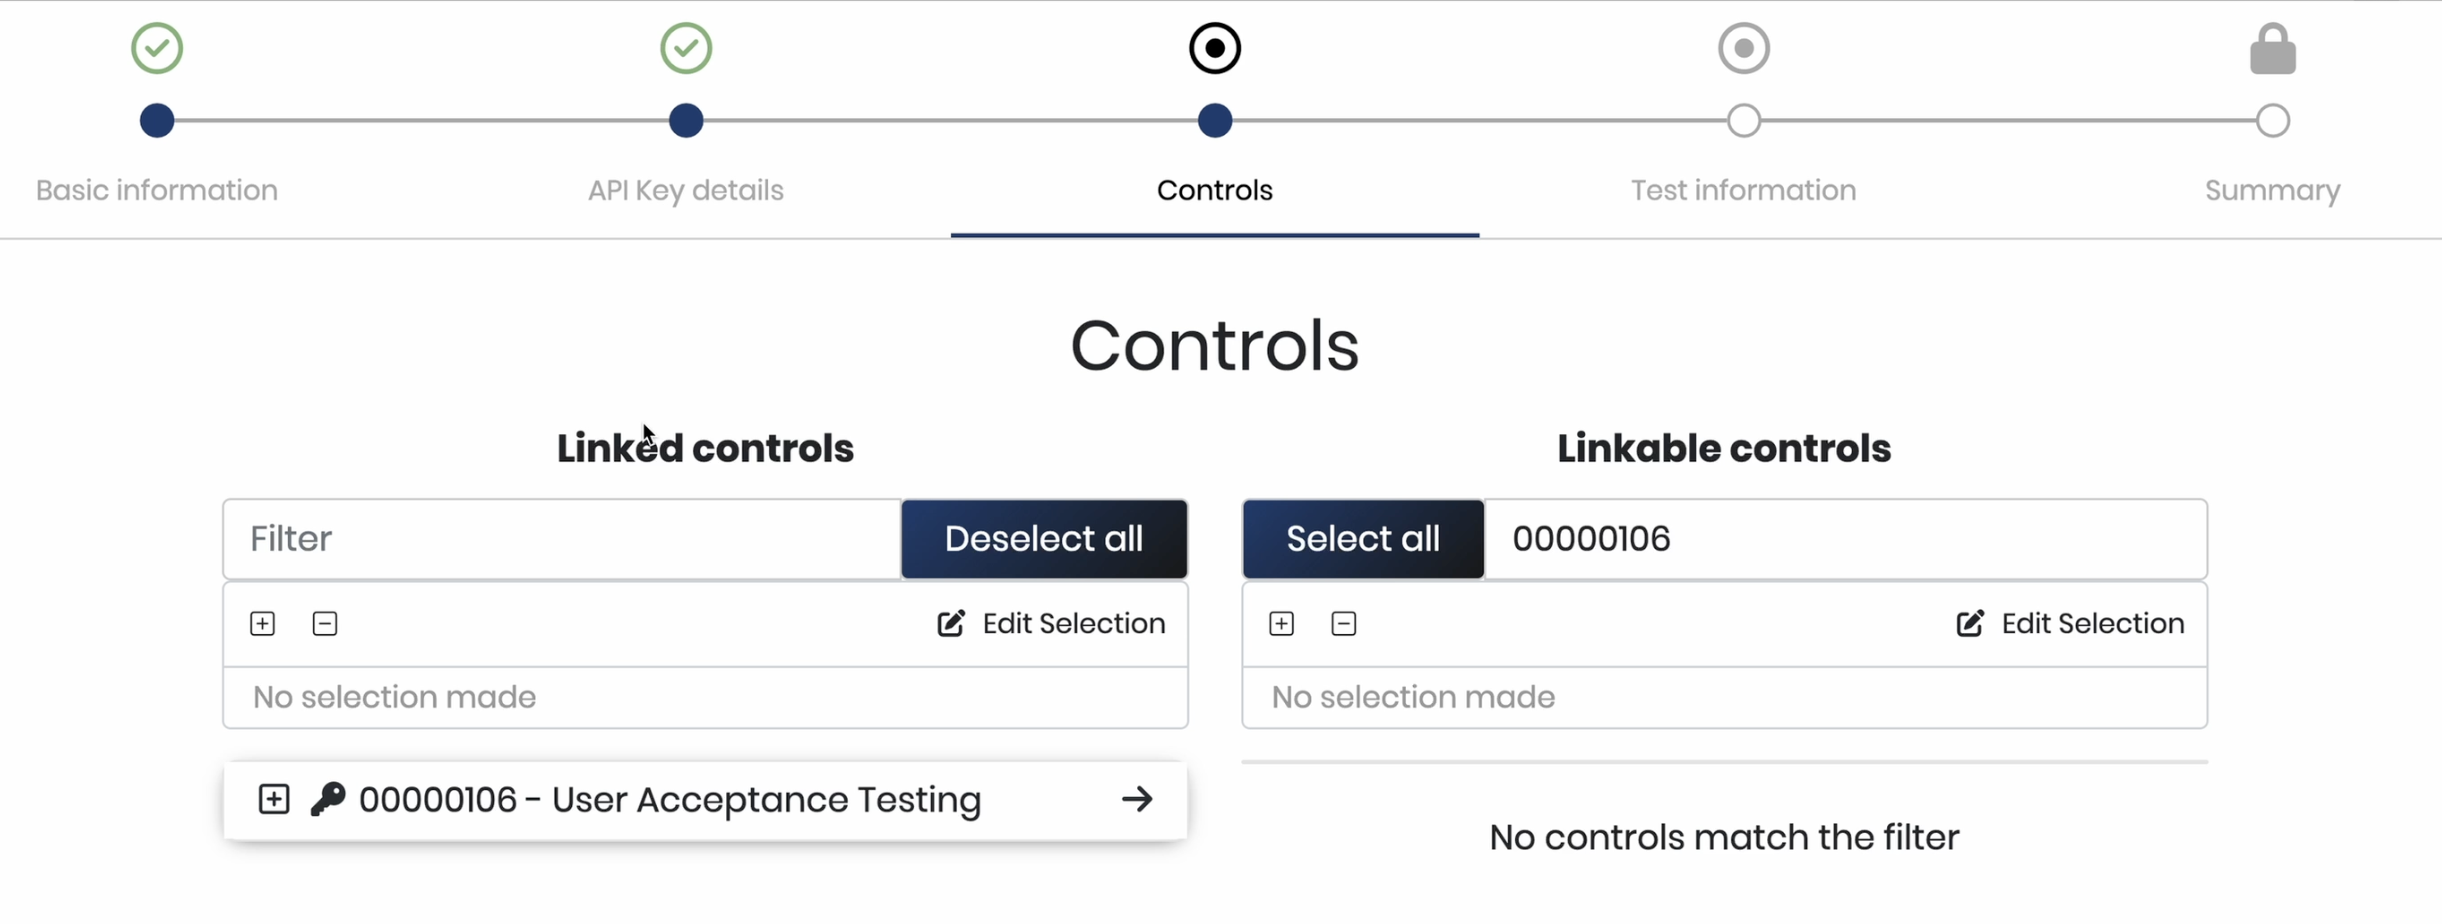 Basic information
API Key details
Controls
Test information
Summary
Controls
Linked controls
Filter
Deselect all
Edit Selection
No selection made
00000106 - User Acceptance Testing
Linkable controls
Select all
00000106
Edit Selection
No selection made
No controls match the filter